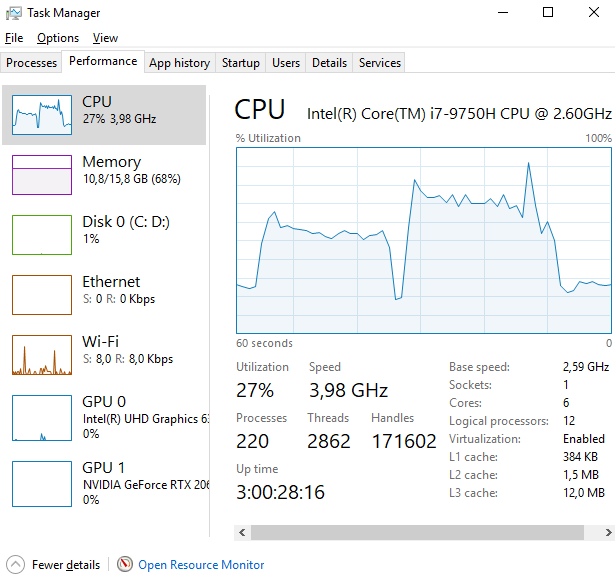 Task Manager
File Options View
Processes Performance App history Startup Users Details Services
CPU
27% 3,98 GHz
Memory
10,8/15,8 GB (68%)
Disk 0 (C: D:)
1%
Ethernet
S: 0 R: 0 Kbps
Wi-Fi
S: 8,0 R: 8,0 Kbps
GPU 0
Intel(R) UHD Graphics 63
0%
GPU 1
NVIDIA GeForce RTX 206
0%
CPU Intel(R) Core(TM) i7-9750H CPU @ 2.60GHz
% Utilization 100%
60 seconds 0
Utilization Speed
27% 3,98 GHz
Processes Threads Handles
220 2862 171602
Up time
3:00:28:16
Base speed: 2,59 GHz
Sockets: 1
Cores: 6
Logical processors: 12
Virtualization: Enabled
L1 cache: 384 KB
L2 cache: 1,5 MB
L3 cache: 12,0 MB
Fewer details Open Resource Monitor